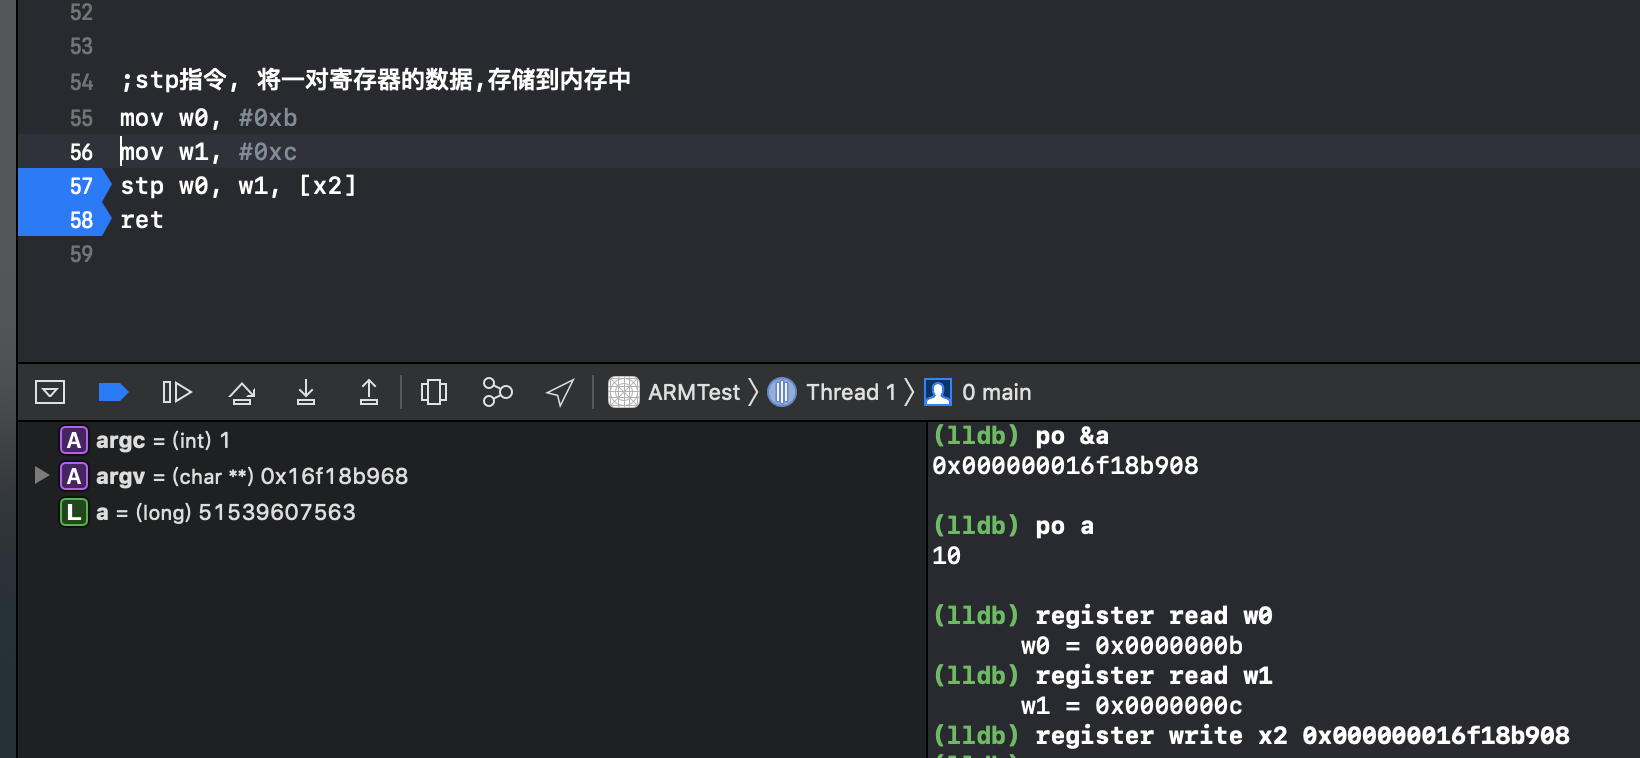 52
53
54 ;stp指令, 将一对寄存器的数据,存储到内存中
55 mov w0, #0xb
56 mov w1, #0xc
57 stp w0, w1, [x2]
58 ret
59
ARMTest Thread 1 0 main
A argc = (int) 1
A argv = (char **) 0x16f18b968
L a = (long) 51539607563
(lldb) po &a
0x000000016f18b908
(lldb) po a
10
(lldb) register read w0
w0 = 0x0000000b
(lldb) register read w1
w1 = 0x0000000c
(lldb) register write x2 0x000000016f18b908